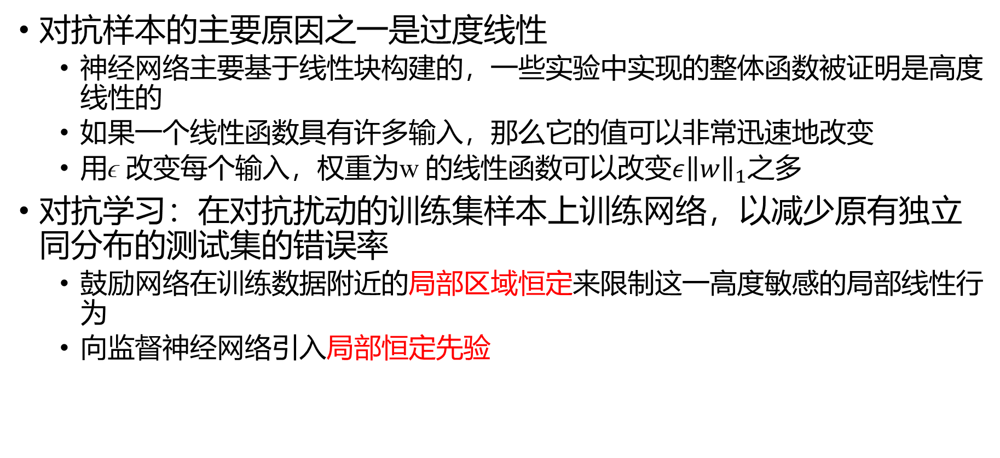 • 对抗样本的主要原因之一是过度线性
• 神经网络主要基于线性块构建的，一些实验中实现的整体函数被证明是高度
线性的
• 如果一个线性函数具有许多输入，那么它的值可以非常迅速地改变
• 用ϵ 改变每个输入，权重为w 的线性函数可以改变ϵ‖w‖₁之多
• 对抗学习：在对抗扰动的训练集样本上训练网络，以减少原有独立
同分布的测试集的错误率
• 鼓励网络在训练数据附近的局部区域恒定来限制这一高度敏感的局部线性行
为
• 向监督神经网络引入局部恒定先验